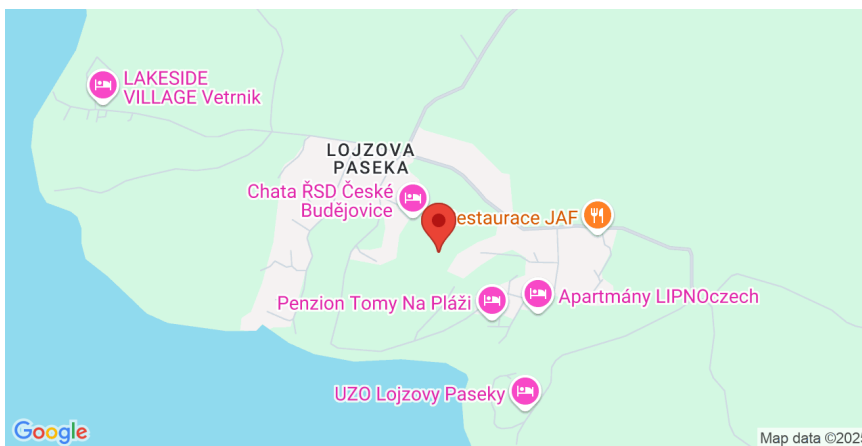 LAKESIDE
VILLAGE Vetrnik
LOJZOVA
PASEKA
Chata ŘSD České
Budějovice
estaurace JAF
Penzion Tomy Na Pláži
Apartmány LIPNOczech
UZO Lojzovy Paseky
Google
Map data ©202